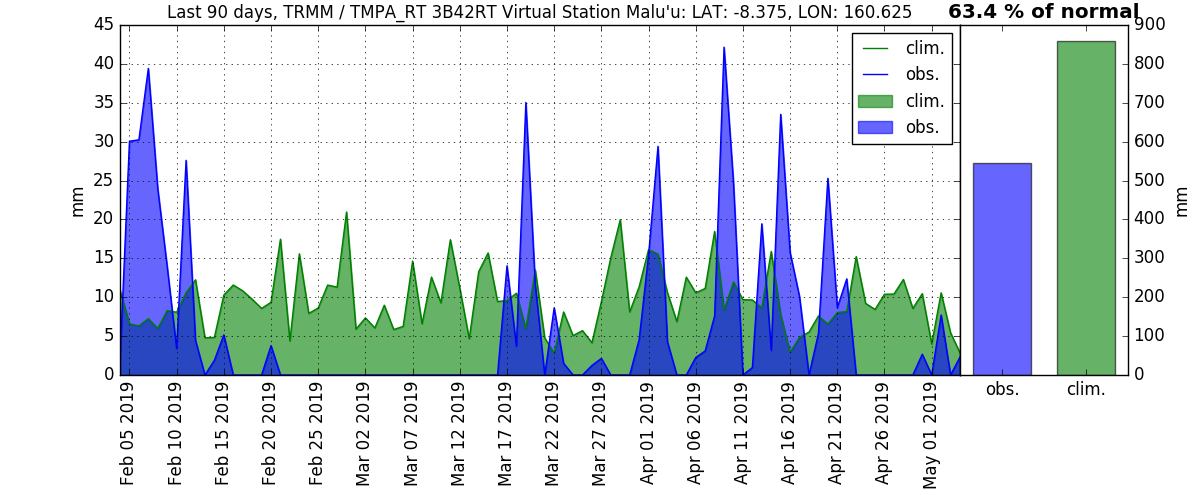 Last 90 days, TRMM / TMPA_RT 3B42RT Virtual Station Malu'u: LAT: -8.375, LON: 160.625
63.4 % of normal
45
40
35
30
25
20
15
10
5
0
mm
clim.
obs.
clim.
obs.
900
800
700
600
500
400
300
200
100
0
mm
obs.
clim.
Feb 05 2019
Feb 10 2019
Feb 15 2019
Feb 20 2019
Feb 25 2019
Mar 02 2019
Mar 07 2019
Mar 12 2019
Mar 17 2019
Mar 22 2019
Mar 27 2019
Apr 01 2019
Apr 06 2019
Apr 11 2019
Apr 16 2019
Apr 21 2019
Apr 26 2019
May 01 2019